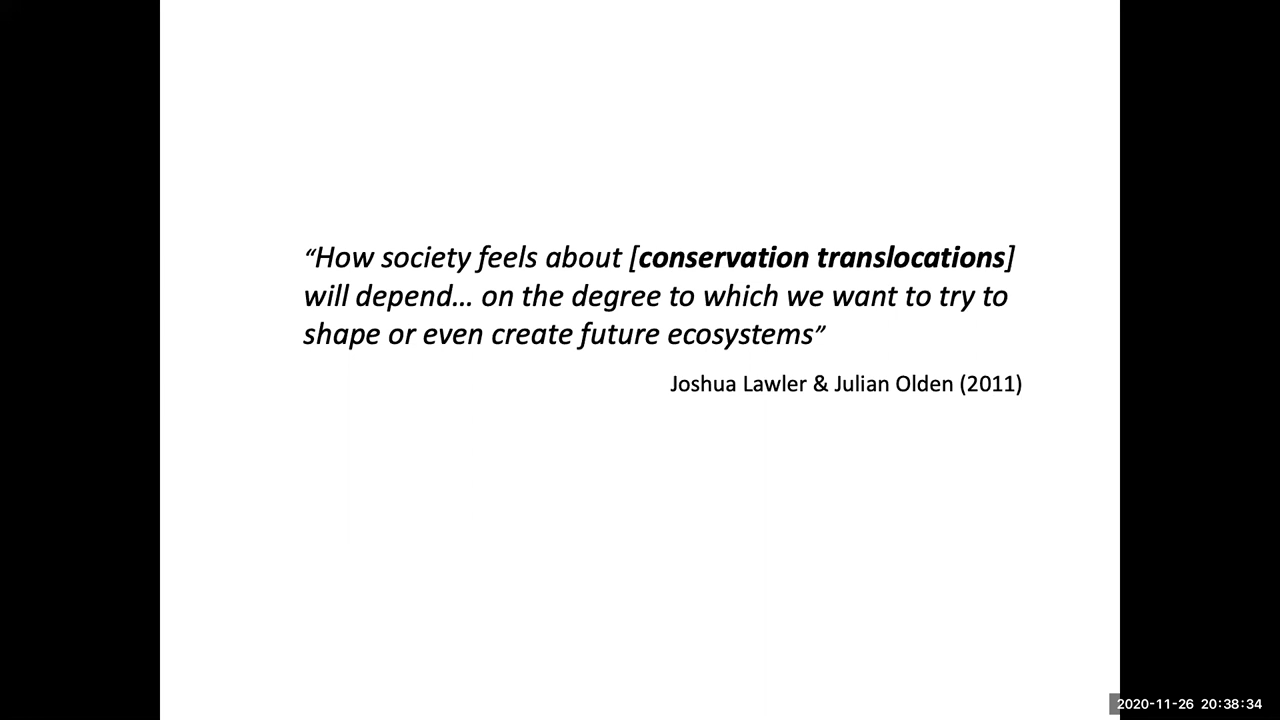 “How society feels about [conservation translocations]
will depend... on the degree to which we want to try to
shape or even create future ecosystems”
Joshua Lawler & Julian Olden (2011)
2020-11-26 20:38:34